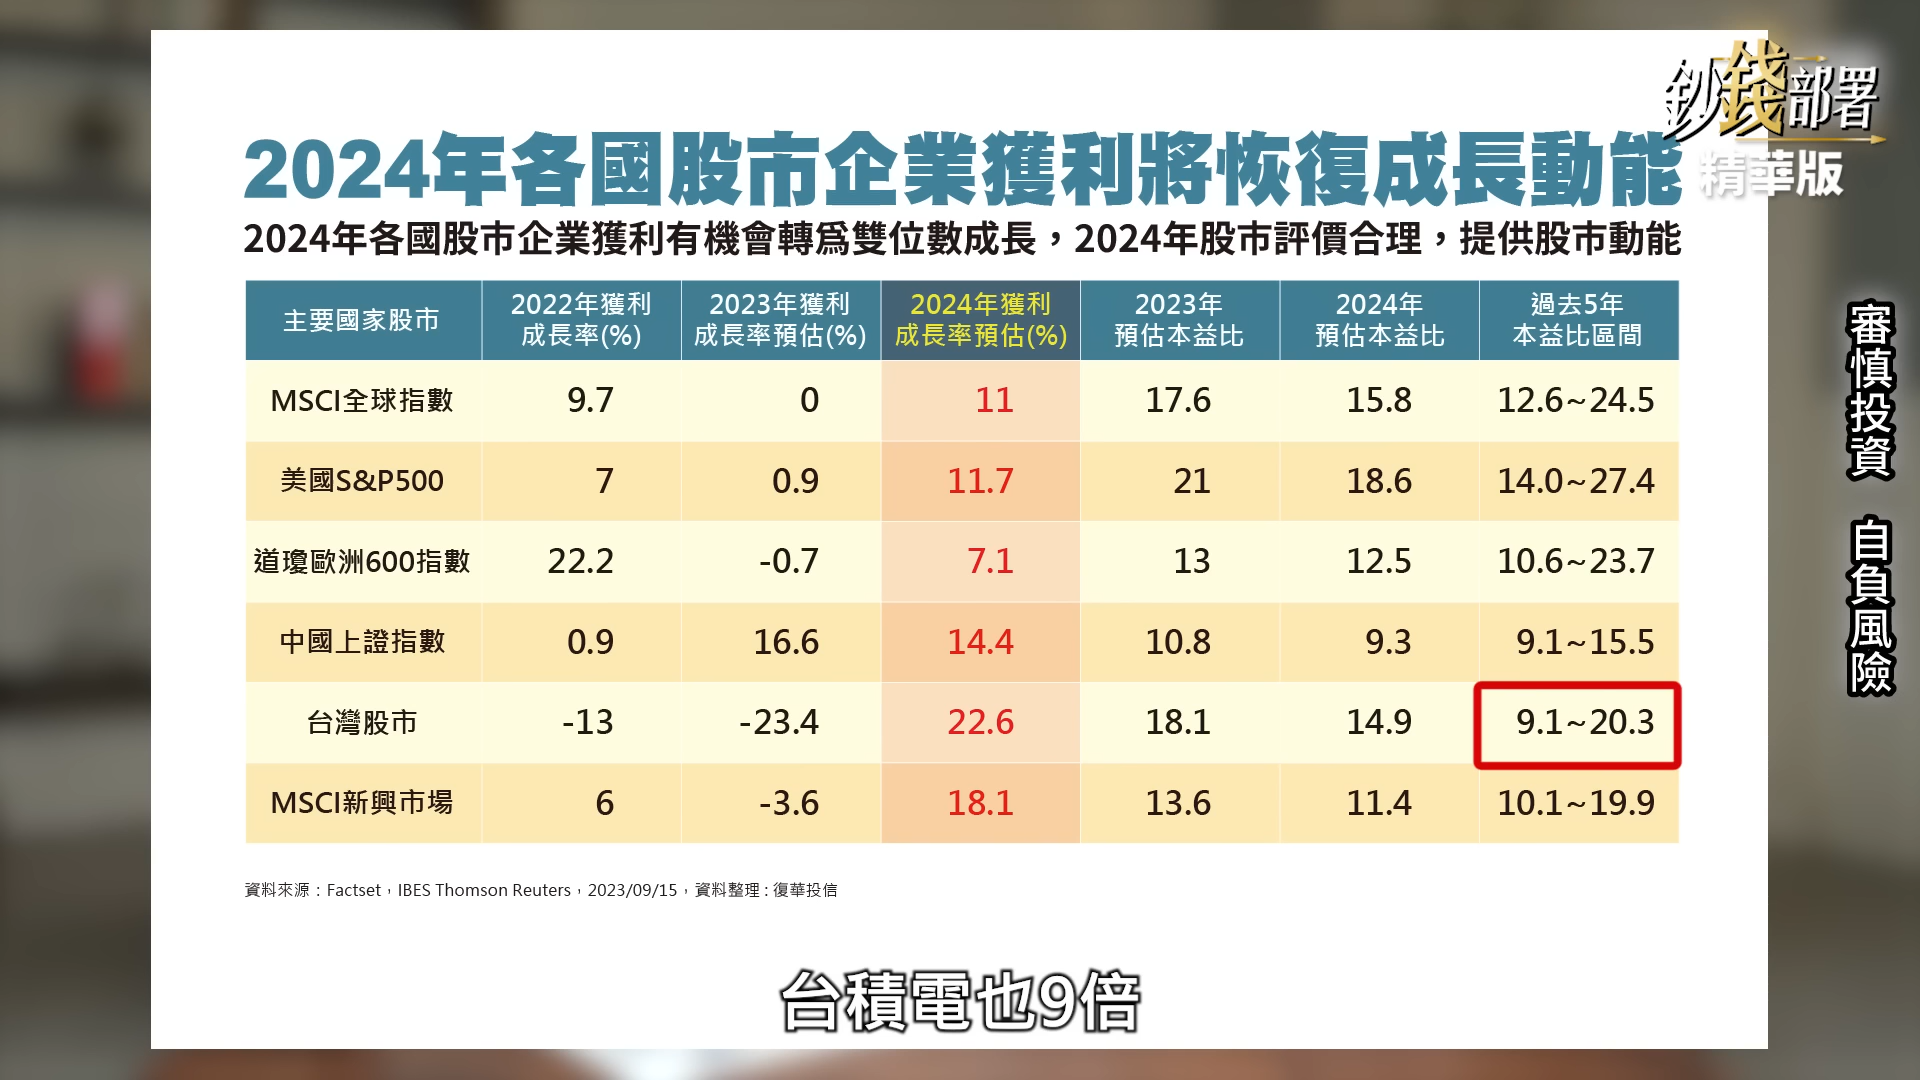 鈔錢部署
精華版
2024年各國股市企業獲利將恢復成長動能
2024年各國股市企業獲利有機會轉為雙位數成長，2024年股市評價合理，提供股市動能
主要國家股市 2022年獲利成長率(%) 2023年獲利成長率預估(%) 2024年獲利成長率預估(%) 2023年預估本益比 2024年預估本益比 過去5年本益比區間
MSCI全球指數 9.7 0 11 17.6 15.8 12.6~24.5
美國S&P500 7 0.9 11.7 21 18.6 14.0~27.4
道瓊歐洲600指數 22.2 -0.7 7.1 13 12.5 10.6~23.7
中國上證指數 0.9 16.6 14.4 10.8 9.3 9.1~15.5
台灣股市 -13 -23.4 22.6 18.1 14.9 9.1~20.3
MSCI新興市場 6 -3.6 18.1 13.6 11.4 10.1~19.9
資料來源：Factset，IBES Thomson Reuters，2023/09/15，資料整理：復華投信
審慎投資 自負風險
台積電也9倍